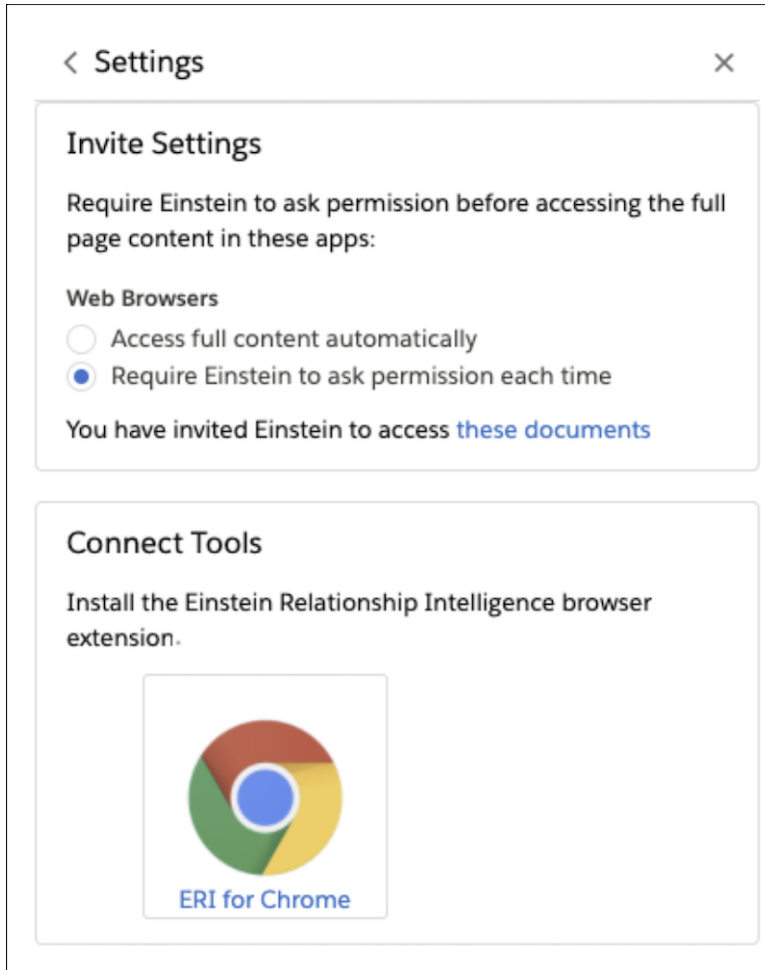 Settings
Invite Settings
Require Einstein to ask permission before accessing the full
page content in these apps:
Web Browsers
Access full content automatically
Require Einstein to ask permission each time
You have invited Einstein to access these documents
Connect Tools
Install the Einstein Relationship Intelligence browser
extension.
ERI for Chrome